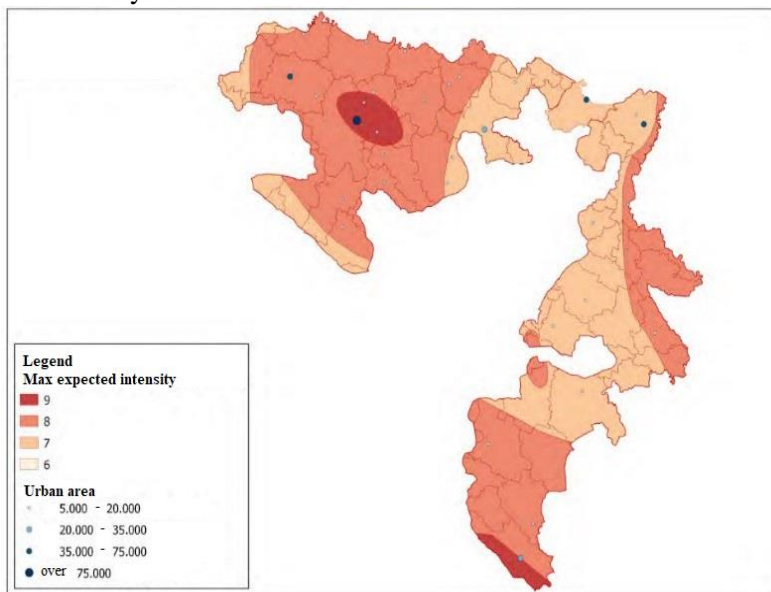 Legend
Max expected intensity
9
8
7
6
Urban area
5.000 - 20.000
20.000 - 35.000
35.000 - 75.000
over 75.000